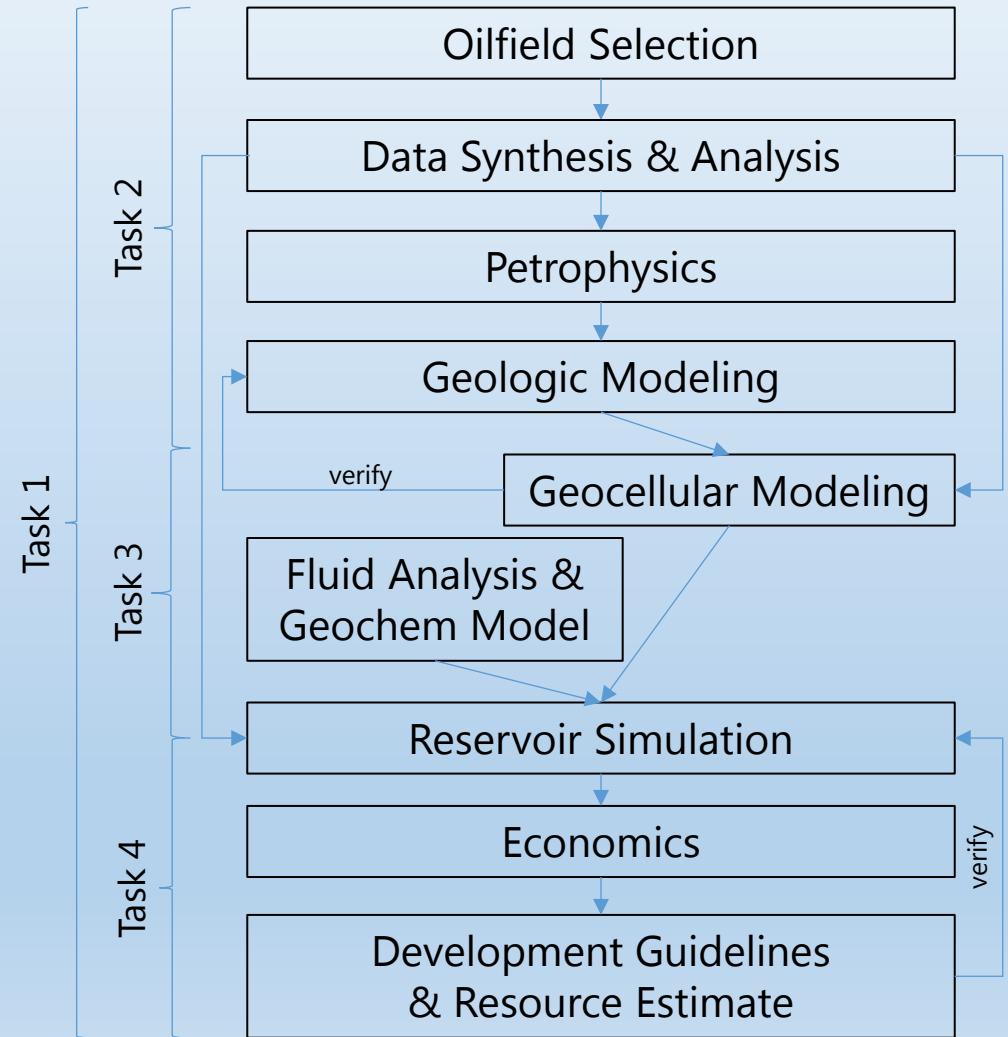 Oilfield Selection
Data Synthesis & Analysis
Task 2
Petrophysics
Geologic Modeling
verify
Geocellular Modeling
Task 1
Task 3
Fluid Analysis &
Geochem Model
Reservoir Simulation
Economics
verify
Task 4
Development Guidelines
& Resource Estimate